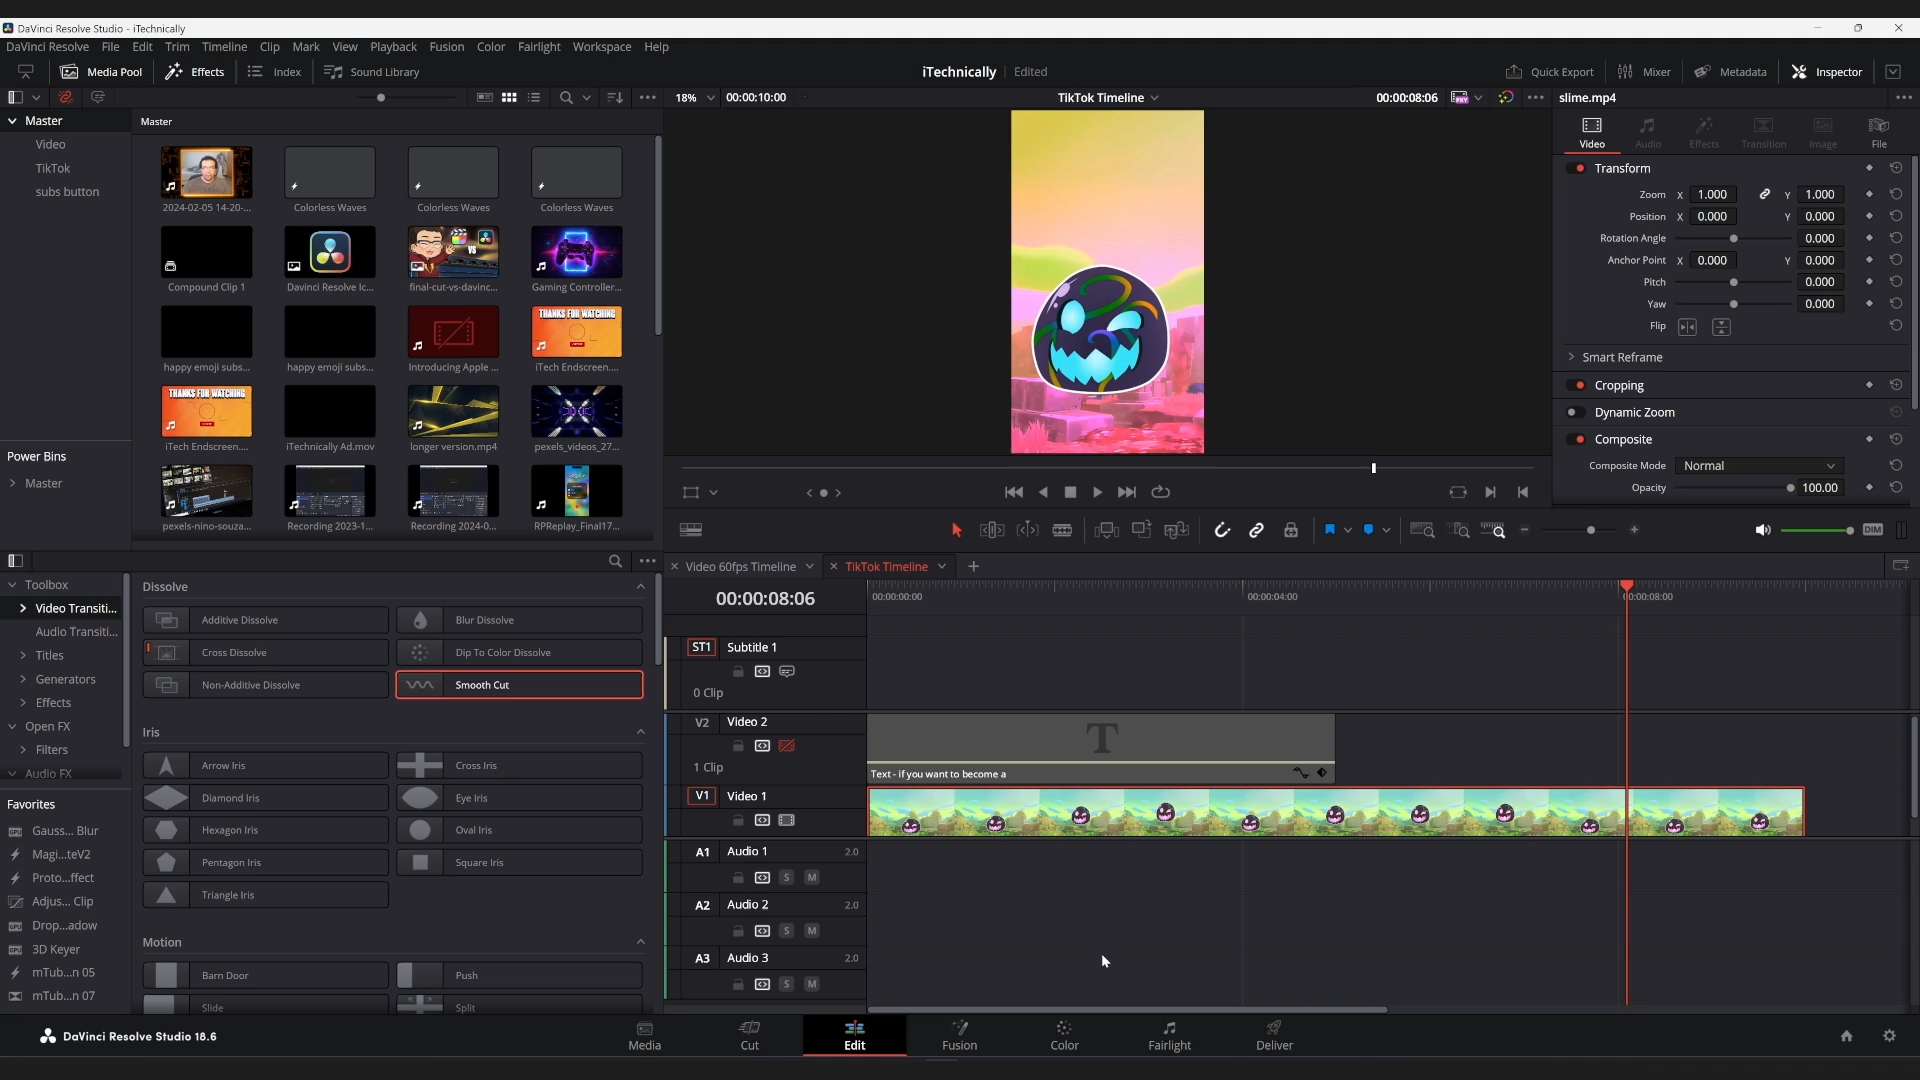 DaVinci Resolve Studio - iTechnically
DaVinci Resolve File Edit Trim Timeline Clip Mark View Playback Fusion Color Fairlight Workspace Help
Media Pool Effects Index Sound Library iTechnically Edited Quick Export Mixer Metadata Inspector
18% 00:00:10:00 TikTok Timeline 00:00:08:06 slime.mp4
Master
Video
TikTok
subs button
Master
2024-02-05 14-20-...
Colorless Waves
Colorless Waves
Colorless Waves
Compound Clip 1
Davinci Resolve Ic...
final-cut-vs-davinc...
Gaming Controller...
happy emoji subs...
happy emoji subs...
Introducing Apple ...
THANKS FOR WATCHING
iTech Endscreen....
THANKS FOR WATCHING
iTech Endscreen....
iTechnically Ad.mov
longer version.mp4
pexels_videos_27...
pexels-nino-souza...
Recording 2023-1...
Recording 2024-0...
RPReplay_Final17...
Power Bins
Master
Video Audio Effects Transition Image File
Transform
Zoom X 1.000 Y 1.000
Position X 0.000 Y 0.000
Rotation Angle 0.000
Anchor Point X 0.000 Y 0.000
Pitch 0.000
Yaw 0.000
Flip
Smart Reframe
Cropping
Dynamic Zoom
Composite
Composite Mode Normal
Opacity 100.00
DIM
Toolbox
Video Transiti...
Audio Transiti...
Titles
Generators
Effects
Open FX
Filters
Audio FX
Favorites
Gauss... Blur
Magi...teV2
Proto...ffect
Adjus... Clip
Drop...adow
3D Keyer
mTub...n 05
mTub...n 07
Dissolve
Additive Dissolve Blur Dissolve
Cross Dissolve Dip To Color Dissolve
Non-Additive Dissolve Smooth Cut
Iris
Arrow Iris Cross Iris
Diamond Iris Eye Iris
Hexagon Iris Oval Iris
Pentagon Iris Square Iris
Triangle Iris
Motion
Barn Door Push
Slide Split
Video 60fps Timeline TikTok Timeline
00:00:08:06 00:00:00:00 00:00:04:00 00:00:08:00
ST1 Subtitle 1
0 Clip
V2 Video 2
1 Clip
T
Text - if you want to become a
V1 Video 1
A1 Audio 1 2.0
S M
A2 Audio 2 2.0
S M
A3 Audio 3 2.0
S M
DaVinci Resolve Studio 18.6
Media Cut Edit Fusion Color Fairlight Deliver